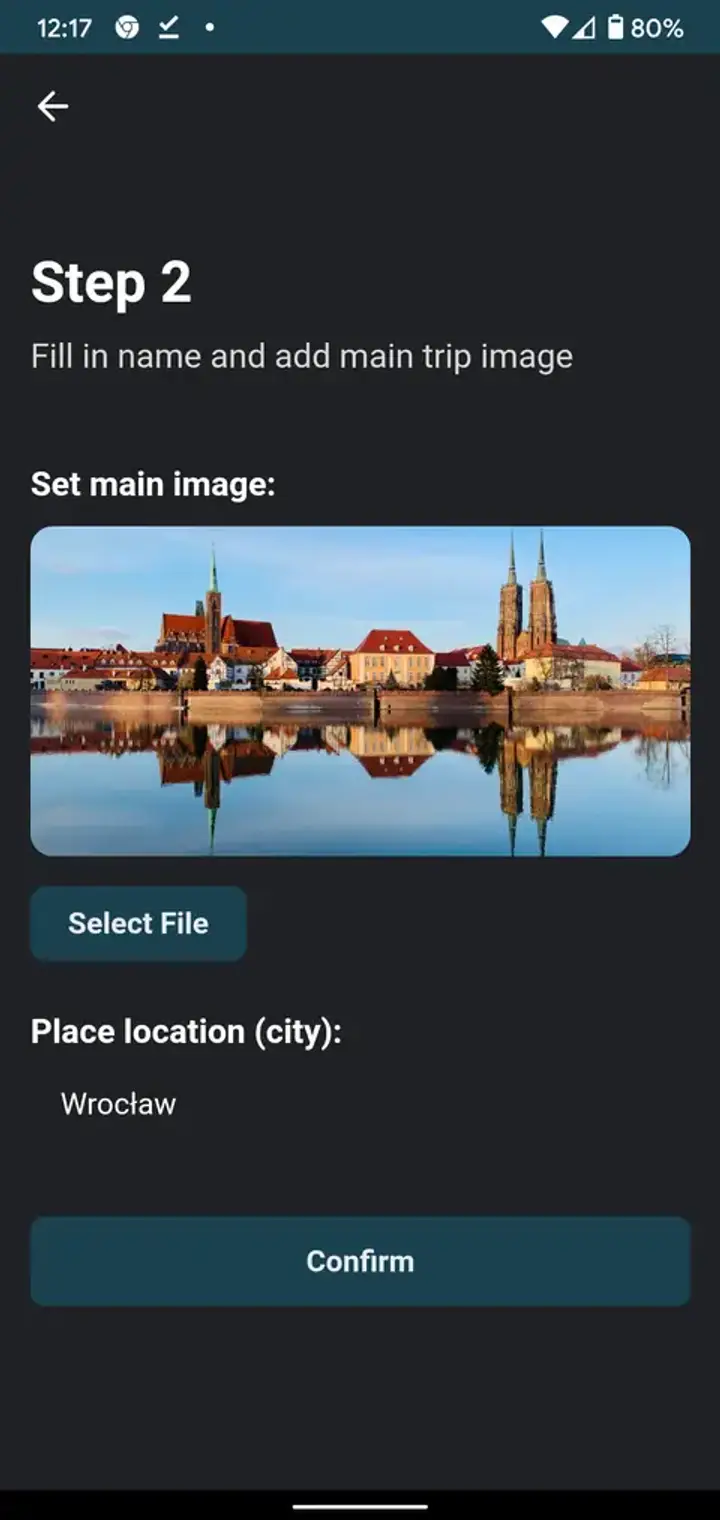 12:17
80%
Step 2
Fill in name and add main trip image
Set main image:
Select File
Place location (city):
Wrocław
Confirm